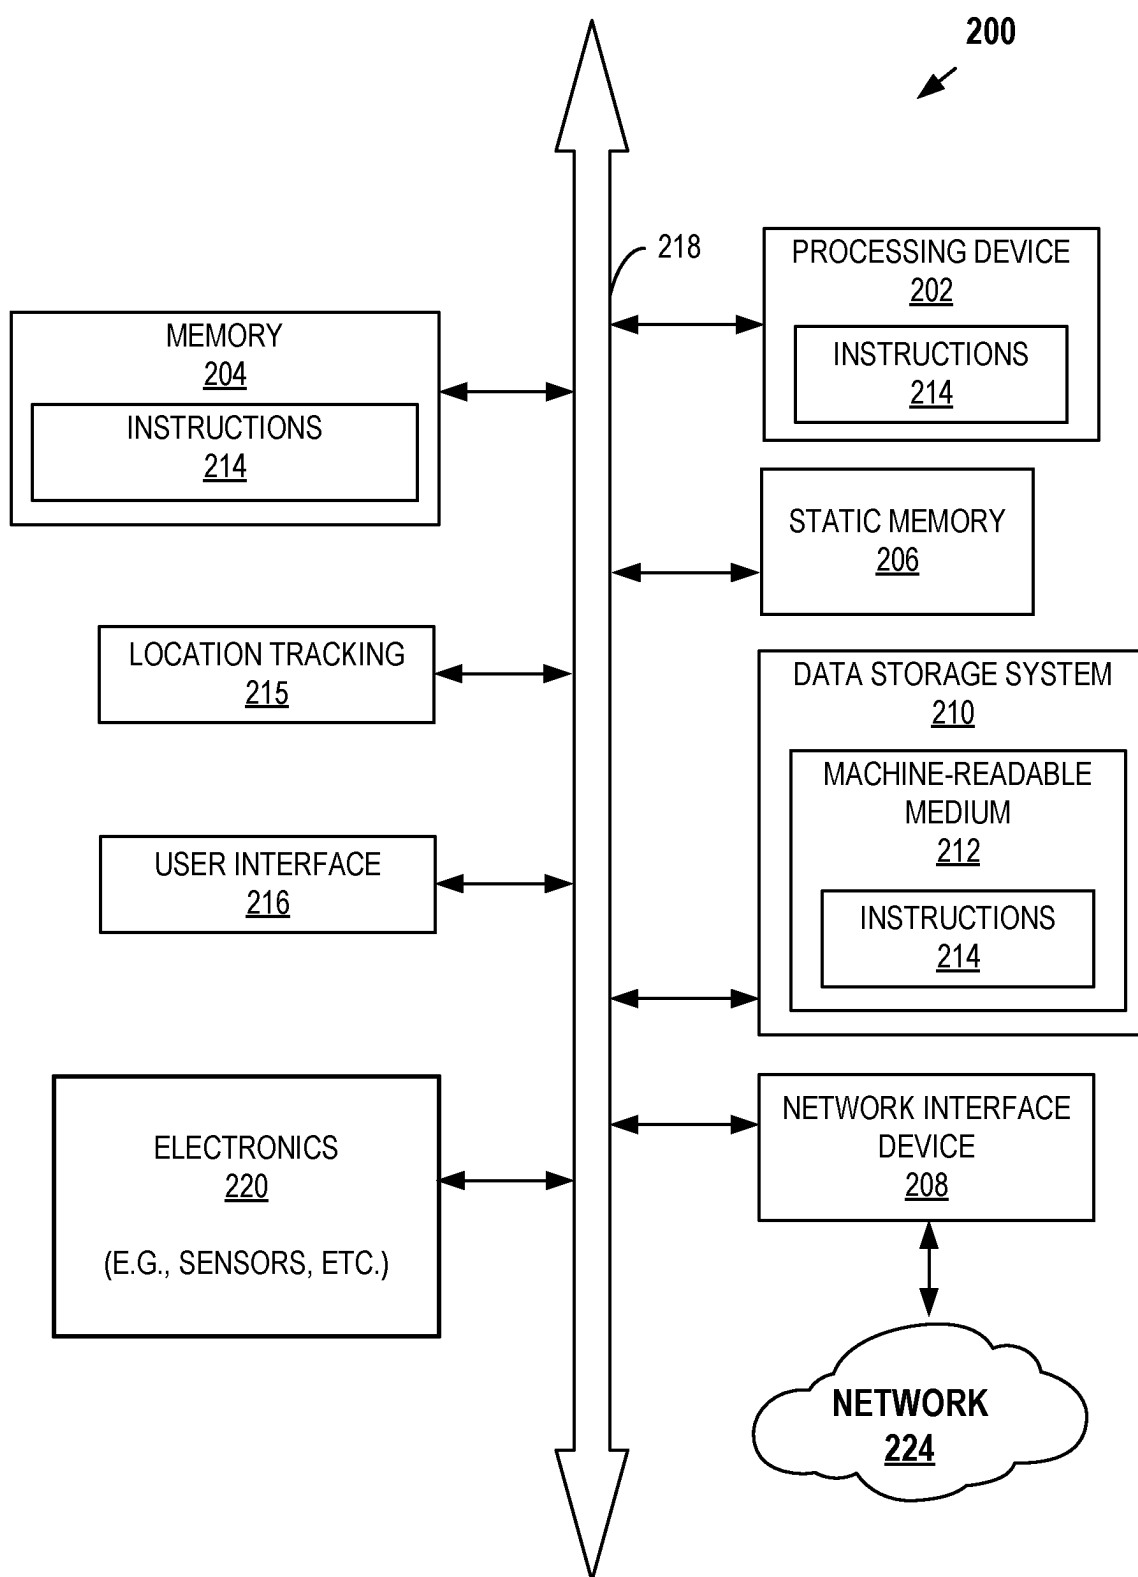 200
218
PROCESSING DEVICE
202
INSTRUCTIONS
214
MEMORY
204
INSTRUCTIONS
214
STATIC MEMORY
206
LOCATION TRACKING
215
DATA STORAGE SYSTEM
210
MACHINE-READABLE
MEDIUM
212
INSTRUCTIONS
214
USER INTERFACE
216
ELECTRONICS
220
(E.G., SENSORS, ETC.)
NETWORK INTERFACE
DEVICE
208
NETWORK
224